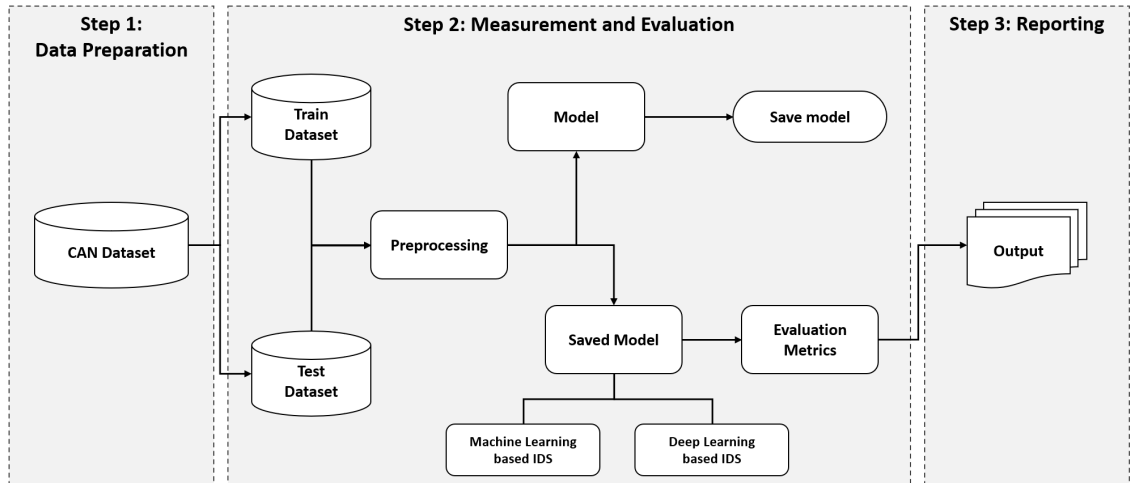 Step 1:
Data Preparation
Step 2: Measurement and Evaluation
Step 3: Reporting
Train
Dataset
Model
Save model
CAN Dataset
Preprocessing
Output
Test
Dataset
Saved Model
Evaluation
Metrics
Machine Learning
based IDS
Deep Learning
based IDS